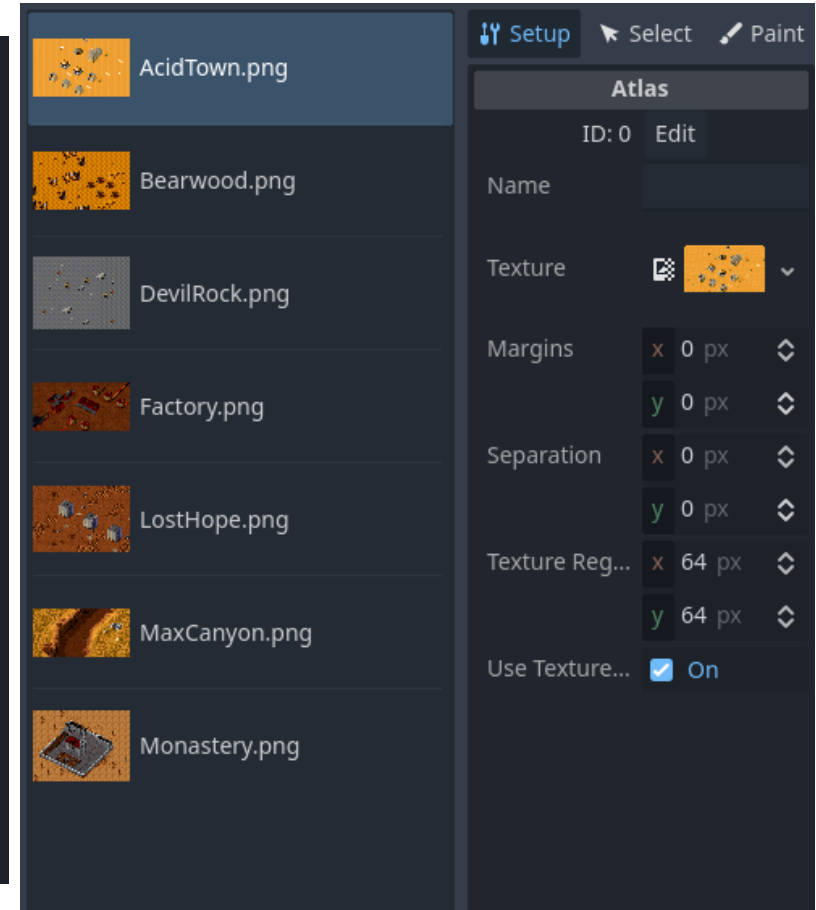 AcidTown.png
Bearwood.png
DevilRock.png
Factory.png
LostHope.png
MaxCanyon.png
Monastery.png
Setup Select Paint
Atlas
ID: 0 Edit
Name
Texture
Margins x 0 px
y 0 px
Separation x 0 px
y 0 px
Texture Reg... x 64 px
y 64 px
Use Texture... On